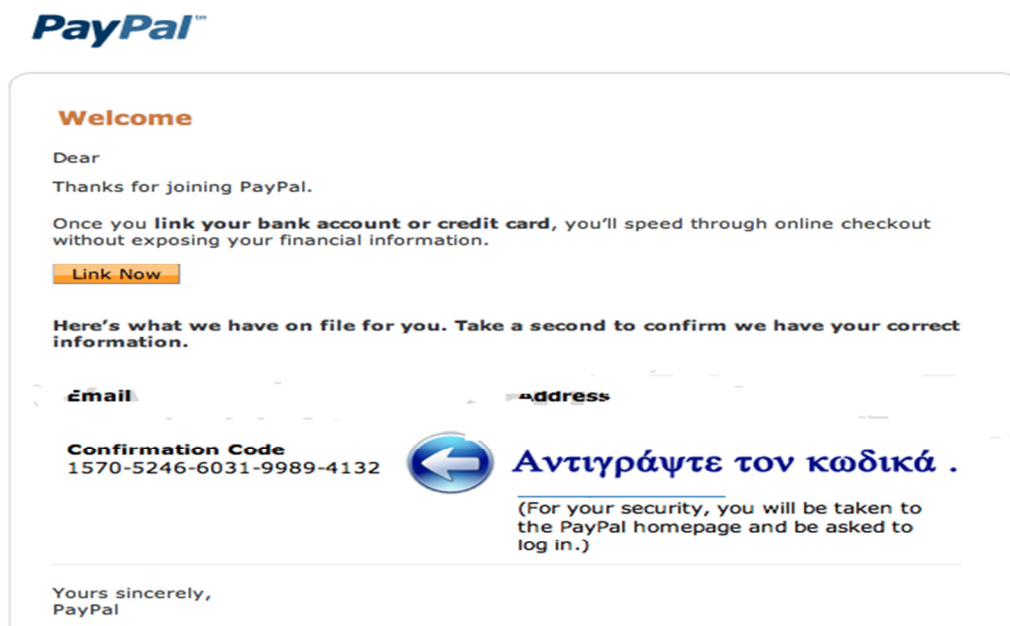 PayPal™
Welcome
Dear
Thanks for joining PayPal.
Once you link your bank account or credit card, you'll speed through online checkout
without exposing your financial information.
Link Now
Here's what we have on file for you. Take a second to confirm we have your correct
information.
Email
Address
Confirmation Code
1570-5246-6031-9989-4132
Αντιγράψτε τον κωδικά .
(For your security, you will be taken to
the PayPal homepage and be asked to
log in.)
Yours sincerely,
PayPal